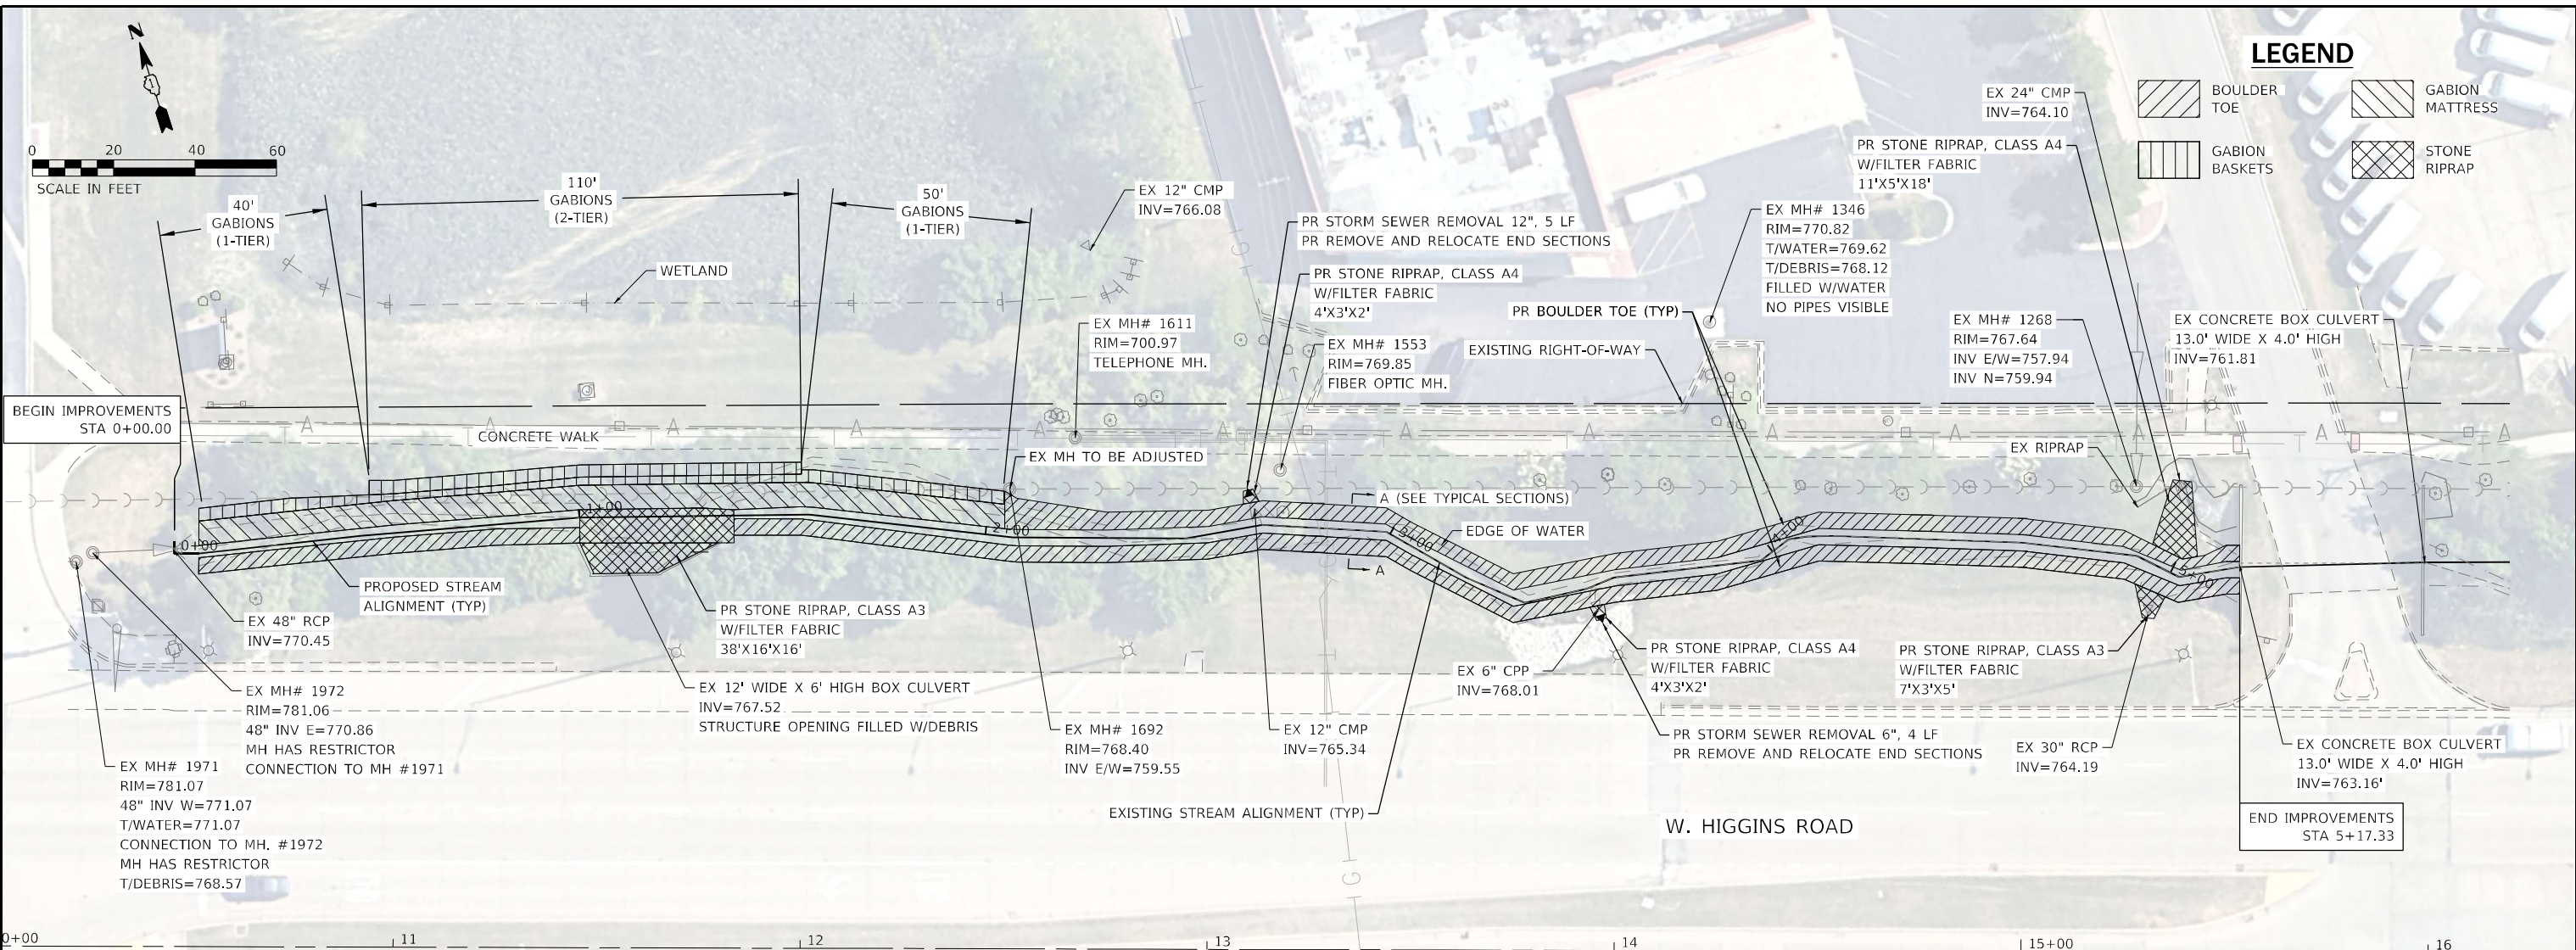 N
LEGEND
BOULDER
TOE
GABION
MATTRESS
GABION
BASKETS
STONE
RIPRAP
0 20 40 60
SCALE IN FEET
40'
GABIONS
(1-TIER)
110'
GABIONS
(2-TIER)
50'
GABIONS
(1-TIER)
WETLAND
EX 12" CMP
INV=766.08
PR STORM SEWER REMOVAL 12", 5 LF
PR REMOVE AND RELOCATE END SECTIONS
PR STONE RIPRAP, CLASS A4
W/FILTER FABRIC
4'X3'X2'
EX MH# 1611
RIM=700.97
TELEPHONE MH.
EX MH# 1553
RIM=769.85
FIBER OPTIC MH.
EX MH# 1346
RIM=770.82
T/WATER=769.62
T/DEBRIS=768.12
FILLED W/WATER
NO PIPES VISIBLE
PR BOULDER TOE (TYP)
EXISTING RIGHT-OF-WAY
EX 24" CMP
INV=764.10
PR STONE RIPRAP, CLASS A4
W/FILTER FABRIC
11'X5'X18'
EX MH# 1268
RIM=767.64
INV E/W=757.94
INV N=759.94
EX CONCRETE BOX CULVERT
13.0' WIDE X 4.0' HIGH
INV=761.81
BEGIN IMPROVEMENTS
STA 0+00.00
CONCRETE WALK
A A A A A A A A A A A A
EX MH TO BE ADJUSTED
EX RIPRAP
A (SEE TYPICAL SECTIONS)
EDGE OF WATER
A
0+00
1+00
2+00
3+00
4+00
5+00
PROPOSED STREAM
ALIGNMENT (TYP)
EX 48" RCP
INV=770.45
PR STONE RIPRAP, CLASS A3
W/FILTER FABRIC
38'X16'X16'
EX MH# 1972
RIM=781.06
48" INV E=770.86
MH HAS RESTRICTOR
CONNECTION TO MH #1971
EX MH# 1971
RIM=781.07
48" INV W=771.07
T/WATER=771.07
CONNECTION TO MH. #1972
MH HAS RESTRICTOR
T/DEBRIS=768.57
EX 12' WIDE X 6' HIGH BOX CULVERT
INV=767.52
STRUCTURE OPENING FILLED W/DEBRIS
EX MH# 1692
RIM=768.40
INV E/W=759.55
EX 12" CMP
INV=765.34
EXISTING STREAM ALIGNMENT (TYP)
EX 6" CPP
INV=768.01
PR STONE RIPRAP, CLASS A4
W/FILTER FABRIC
4'X3'X2'
PR STORM SEWER REMOVAL 6", 4 LF
PR REMOVE AND RELOCATE END SECTIONS
PR STONE RIPRAP, CLASS A3
W/FILTER FABRIC
7'X3'X5'
EX 30" RCP
INV=764.19
EX CONCRETE BOX CULVERT
13.0' WIDE X 4.0' HIGH
INV=763.16'
END IMPROVEMENTS
STA 5+17.33
W. HIGGINS ROAD
G
0+00 11 12 13 14 15+00 16